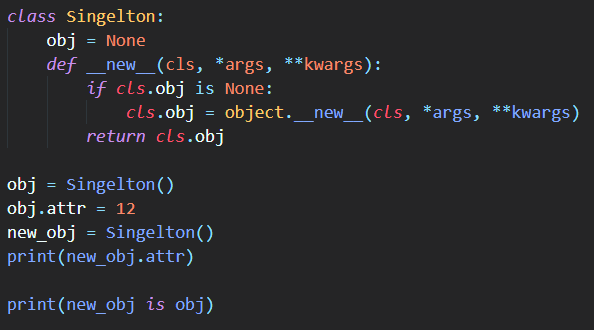 class Singelton:
    obj = None
    def __new__(cls, *args, **kwargs):
        if cls.obj is None:
            cls.obj = object.__new__(cls, *args, **kwargs)
        return cls.obj

obj = Singelton()
obj.attr = 12
new_obj = Singelton()
print(new_obj.attr)

print(new_obj is obj)